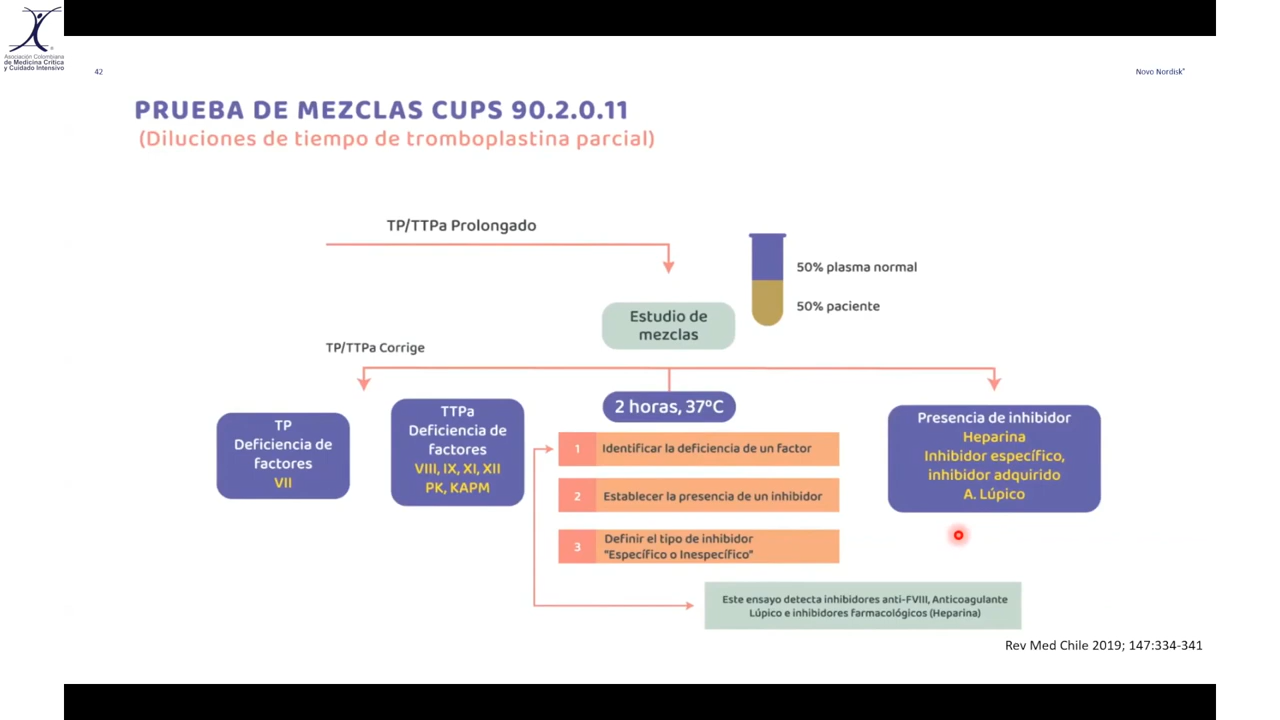 Asociación Colombiana
de Medicina Crítica
y Cuidado Intensivo
42
Novo Nordisk®
PRUEBA DE MEZCLAS CUPS 90.2.0.11
(Diluciones de tiempo de tromboplastina parcial)
TP/TTPa Prolongado
50% plasma normal
50% paciente
Estudio de
mezclas
TP/TTPa Corrige
TP
Deficiencia de
factores
VII
TTPa
Deficiencia de
factores
VIII, IX, XI, XII
PK, KAPM
2 horas, 37ºC
1 Identificar la deficiencia de un factor
2 Establecer la presencia de un inhibidor
3 Definir el tipo de inhibidor
"Específico o Inespecífico"
Presencia de inhibidor
Heparina
Inhibidor específico,
inhibidor adquirido
A. Lúpico
Este ensayo detecta inhibidores anti-FVIII, Anticoagulante
Lúpico e inhibidores farmacológicos (Heparina)
Rev Med Chile 2019; 147:334-341